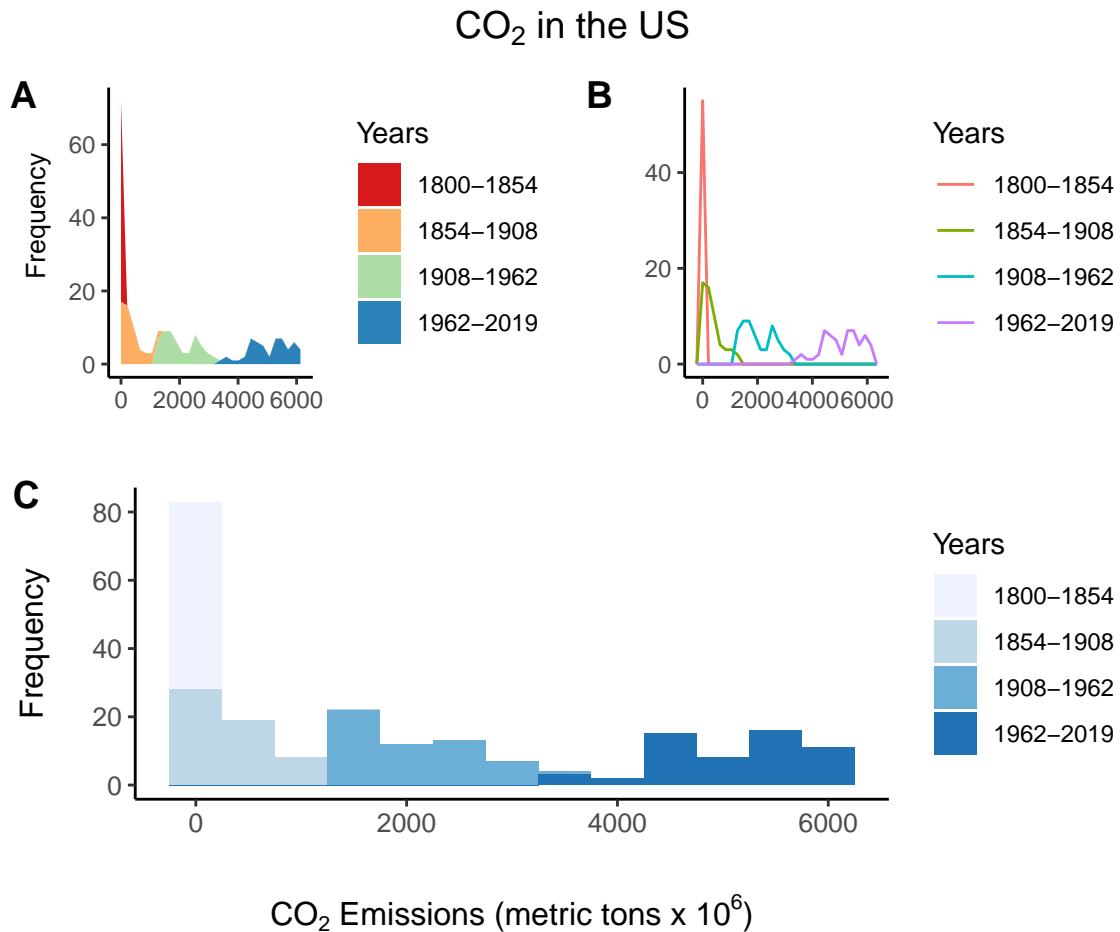 CO₂ in the US
A
Frequency
60
40
20
0
0 2000 4000 6000
Years
1800–1854
1854–1908
1908–1962
1962–2019
B
40
20
0
0 2000 4000 6000
Years
1800–1854
1854–1908
1908–1962
1962–2019
C
Frequency
80
60
40
20
0
0 2000 4000 6000
Years
1800–1854
1854–1908
1908–1962
1962–2019
CO₂ Emissions (metric tons x 10⁶)